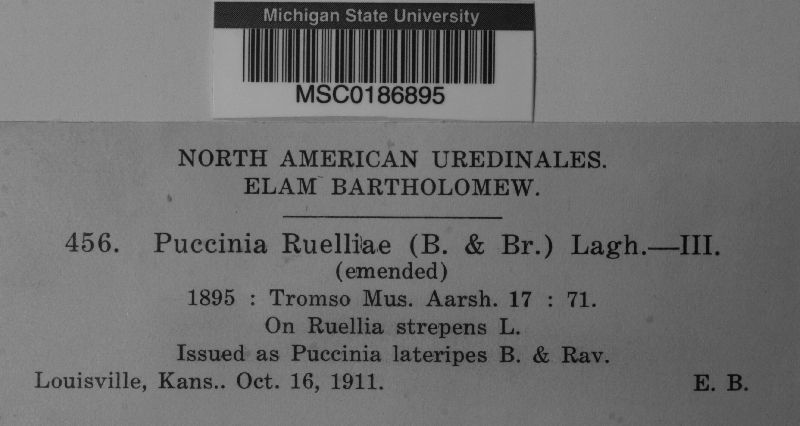 Michigan State University
MSC0186895
NORTH AMERICAN UREDINALES.
ELAM BARTHOLOMEW.
456. Puccinia Ruelliae (B. & Br.) Lagh.—III.
(emended)
1895 : Tromso Mus. Aarsh. 17 : 71.
On Ruellia strepens L.
Issued as Puccinia lateripes B. & Rav.
Louisville, Kans.. Oct. 16, 1911. E. B.